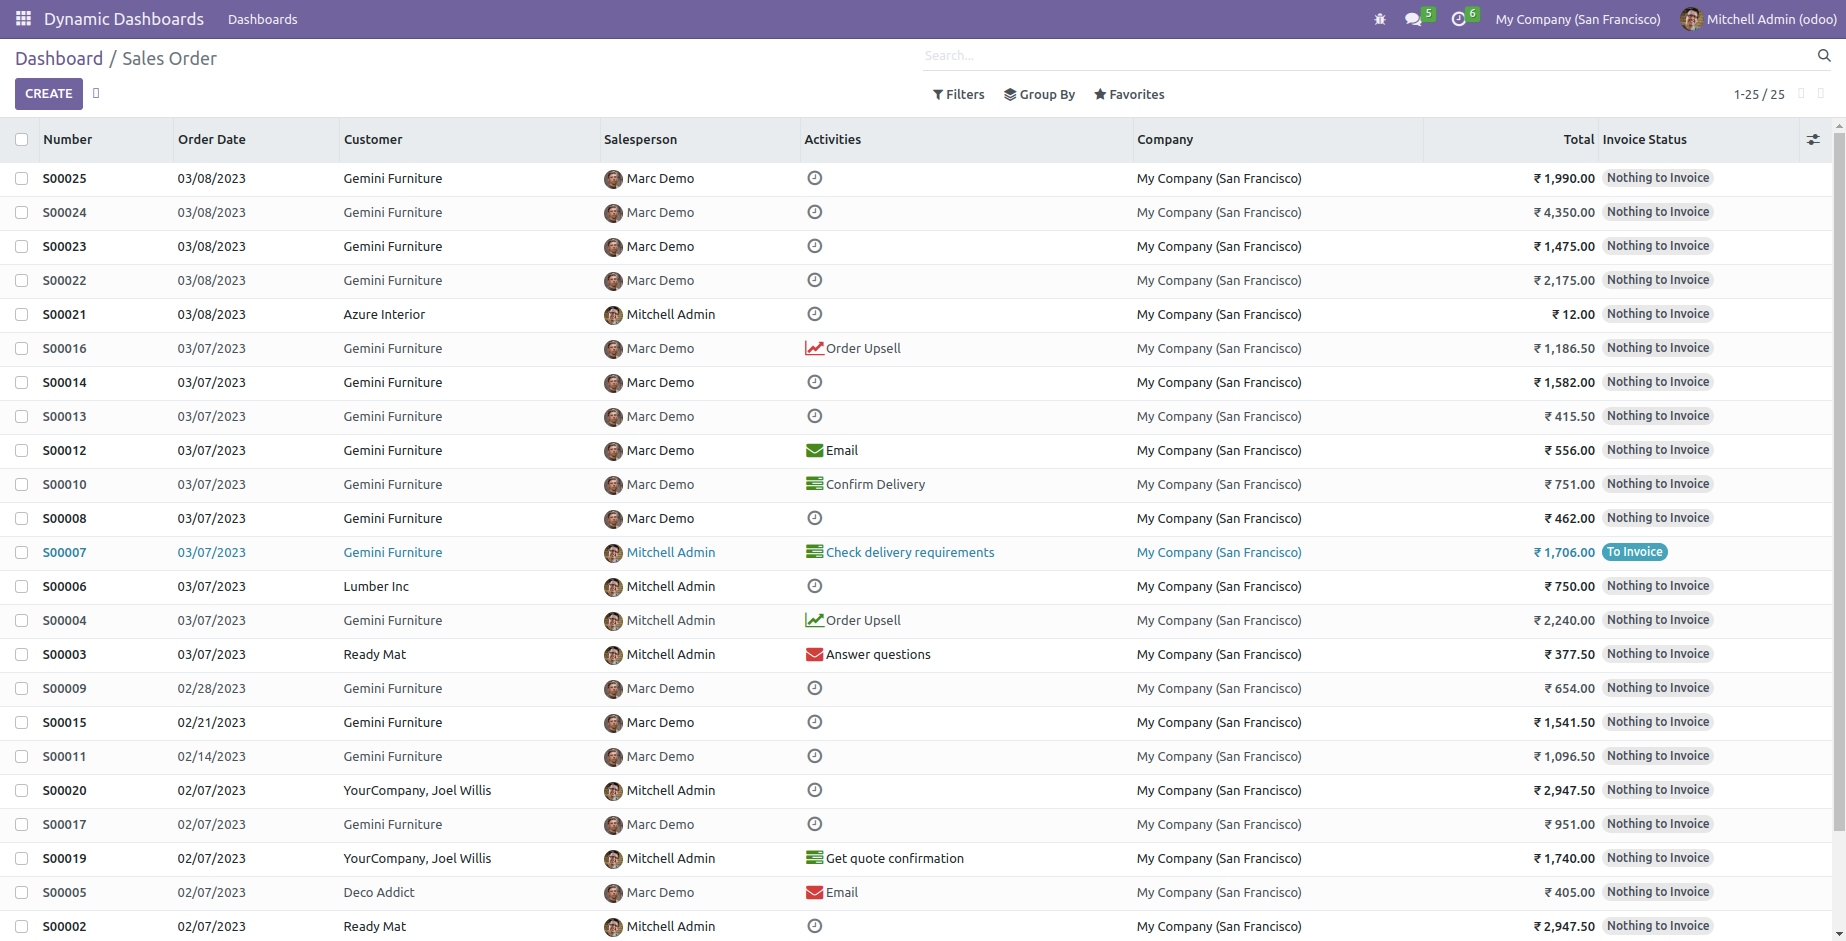 Dynamic Dashboards Dashboards 5 6 My Company (San Francisco) Mitchell Admin (odoo)
Dashboard / Sales Order Search...
CREATE Filters Group By Favorites 1-25 / 25
Number Order Date Customer Salesperson Activities Company Total Invoice Status
S00025 03/08/2023 Gemini Furniture Marc Demo My Company (San Francisco) ₹ 1,990.00 Nothing to Invoice
S00024 03/08/2023 Gemini Furniture Marc Demo My Company (San Francisco) ₹ 4,350.00 Nothing to Invoice
S00023 03/08/2023 Gemini Furniture Marc Demo My Company (San Francisco) ₹ 1,475.00 Nothing to Invoice
S00022 03/08/2023 Gemini Furniture Marc Demo My Company (San Francisco) ₹ 2,175.00 Nothing to Invoice
S00021 03/08/2023 Azure Interior Mitchell Admin My Company (San Francisco) ₹ 12.00 Nothing to Invoice
S00016 03/07/2023 Gemini Furniture Marc Demo Order Upsell My Company (San Francisco) ₹ 1,186.50 Nothing to Invoice
S00014 03/07/2023 Gemini Furniture Marc Demo My Company (San Francisco) ₹ 1,582.00 Nothing to Invoice
S00013 03/07/2023 Gemini Furniture Marc Demo My Company (San Francisco) ₹ 415.50 Nothing to Invoice
S00012 03/07/2023 Gemini Furniture Marc Demo Email My Company (San Francisco) ₹ 556.00 Nothing to Invoice
S00010 03/07/2023 Gemini Furniture Marc Demo Confirm Delivery My Company (San Francisco) ₹ 751.00 Nothing to Invoice
S00008 03/07/2023 Gemini Furniture Marc Demo My Company (San Francisco) ₹ 462.00 Nothing to Invoice
S00007 03/07/2023 Gemini Furniture Mitchell Admin Check delivery requirements My Company (San Francisco) ₹ 1,706.00 To Invoice
S00006 03/07/2023 Lumber Inc Mitchell Admin My Company (San Francisco) ₹ 750.00 Nothing to Invoice
S00004 03/07/2023 Gemini Furniture Mitchell Admin Order Upsell My Company (San Francisco) ₹ 2,240.00 Nothing to Invoice
S00003 03/07/2023 Ready Mat Mitchell Admin Answer questions My Company (San Francisco) ₹ 377.50 Nothing to Invoice
S00009 02/28/2023 Gemini Furniture Marc Demo My Company (San Francisco) ₹ 654.00 Nothing to Invoice
S00015 02/21/2023 Gemini Furniture Marc Demo My Company (San Francisco) ₹ 1,541.50 Nothing to Invoice
S00011 02/14/2023 Gemini Furniture Marc Demo My Company (San Francisco) ₹ 1,096.50 Nothing to Invoice
S00020 02/07/2023 YourCompany, Joel Willis Mitchell Admin My Company (San Francisco) ₹ 2,947.50 Nothing to Invoice
S00017 02/07/2023 Gemini Furniture Marc Demo My Company (San Francisco) ₹ 951.00 Nothing to Invoice
S00019 02/07/2023 YourCompany, Joel Willis Mitchell Admin Get quote confirmation My Company (San Francisco) ₹ 1,740.00 Nothing to Invoice
S00005 02/07/2023 Deco Addict Marc Demo Email My Company (San Francisco) ₹ 405.00 Nothing to Invoice
S00002 02/07/2023 Ready Mat Mitchell Admin My Company (San Francisco) ₹ 2,947.50 Nothing to Invoice